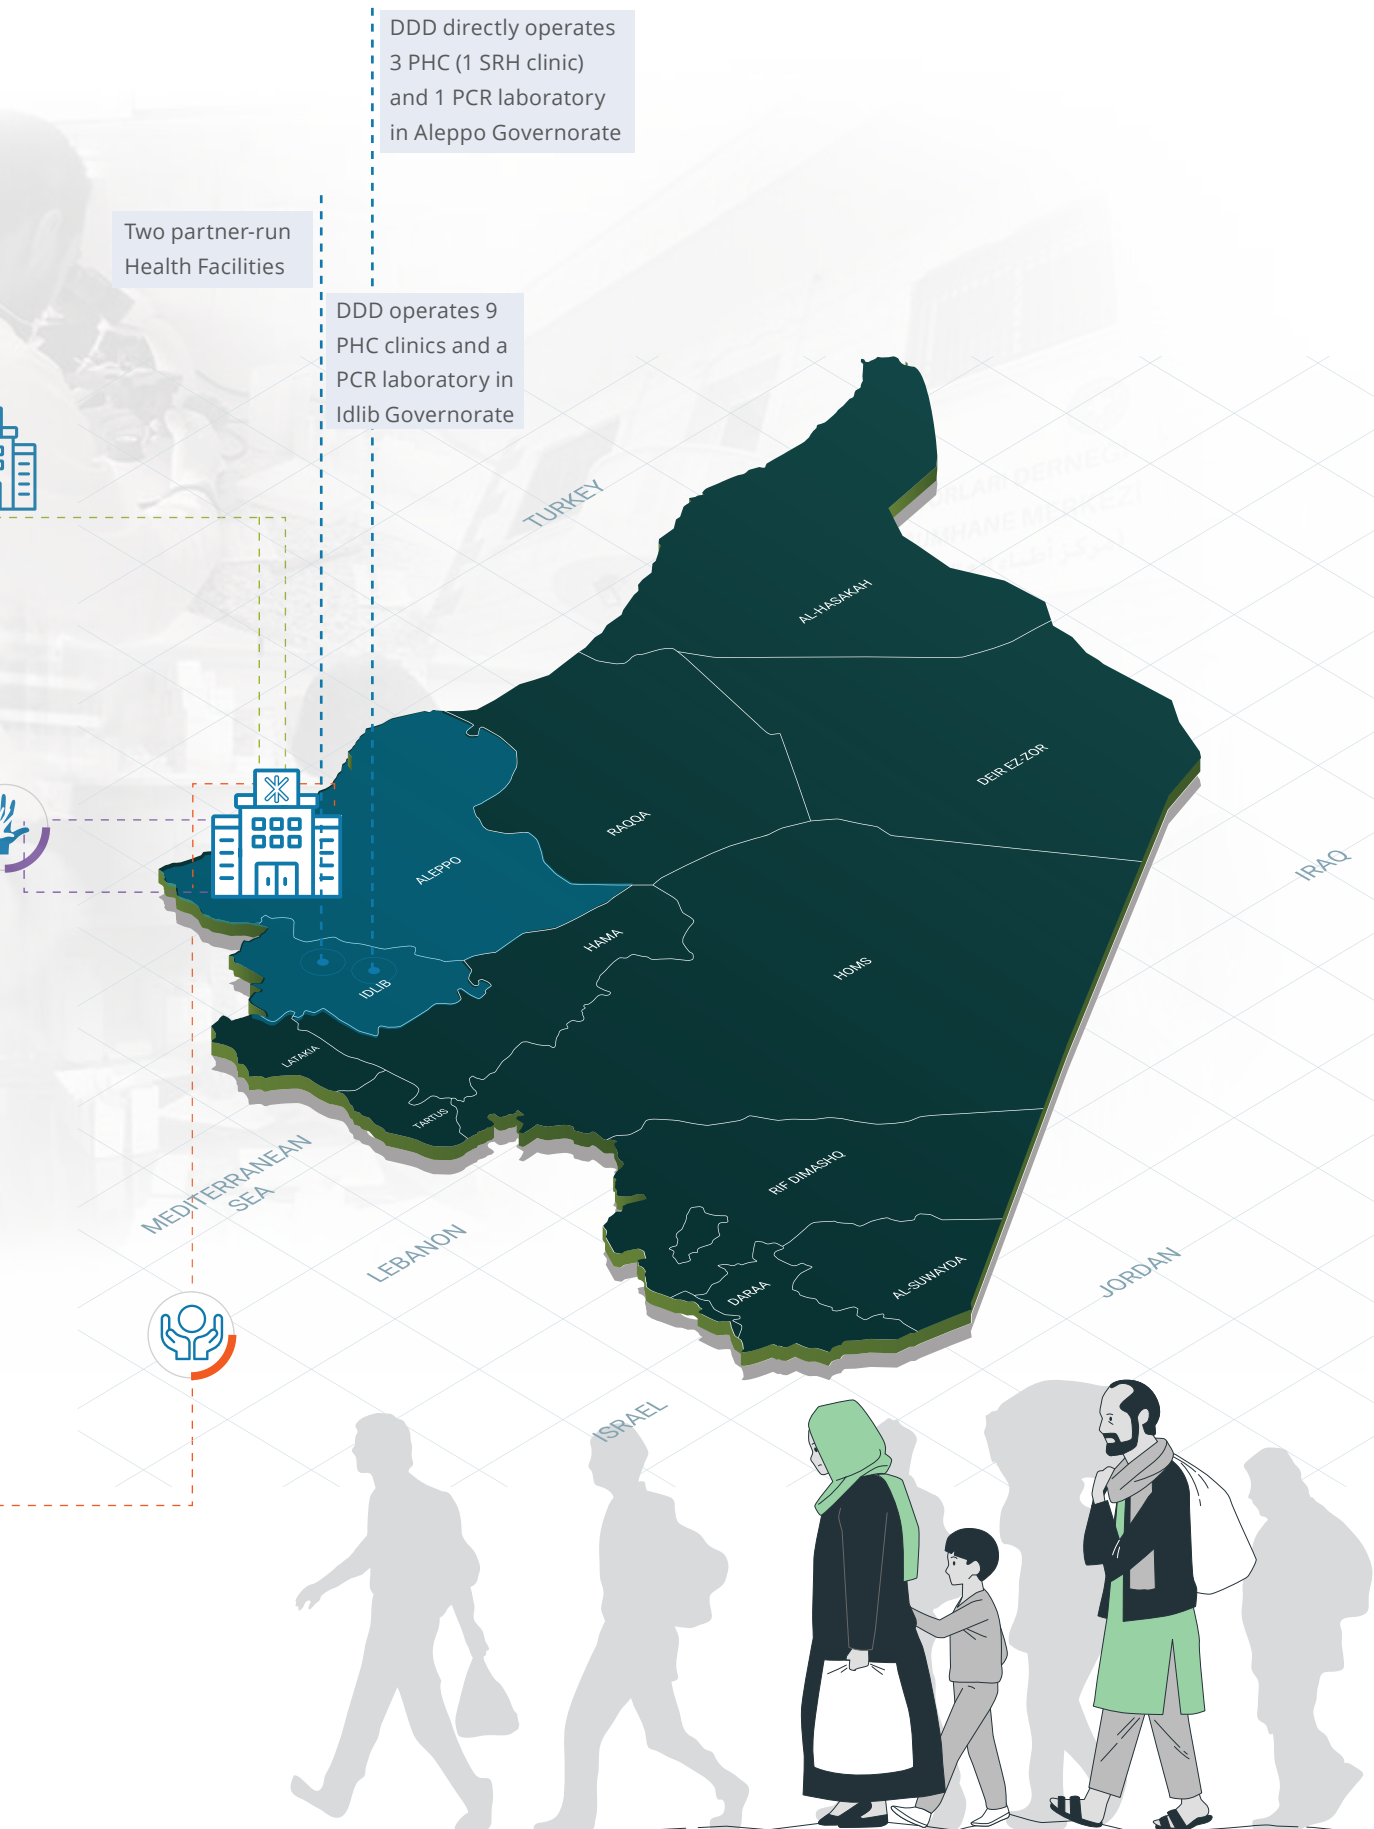 DDD directly operates
3 PHC (1 SRH clinic)
and 1 PCR laboratory
in Aleppo Governorate
Two partner-run
Health Facilities
DDD operates 9
PHC clinics and a
PCR laboratory in
Idlib Governorate
TURKEY
AL-HASAKAH
DEIR EZ-ZOR
RAQQA
ALEPPO
IRAQ
HAMA
HOMS
IDLIB
LATAKIA
TARTUS
MEDITERRANEAN
SEA
RIF DIMASHQ
LEBANON
AL-SUWAYDA
DARAA
JORDAN
ISRAEL